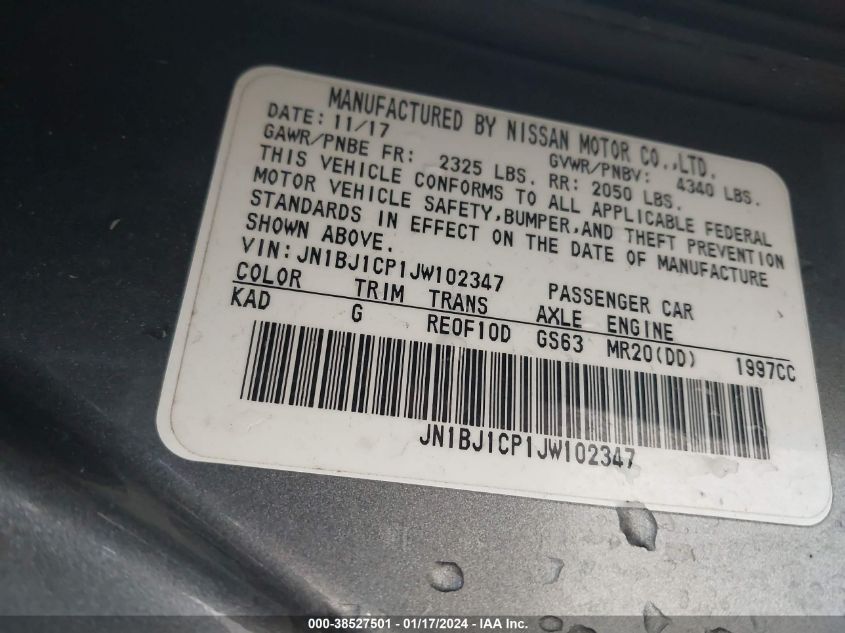 MANUFACTURED BY NISSAN MOTOR CO.,LTD.
DATE: 11/17 GVWR/PNBV: 4340 LBS.
GAWR/PNBE FR: 2325 LBS. RR: 2050 LBS.
THIS VEHICLE CONFORMS TO ALL APPLICABLE FEDERAL
MOTOR VEHICLE SAFETY,BUMPER,AND THEFT PREVENTION
STANDARDS IN EFFECT ON THE DATE OF MANUFACTURE
SHOWN ABOVE.
VIN:JN1BJ1CP1JW102347 PASSENGER CAR
COLOR TRIM TRANS AXLE ENGINE
KAD G RE0F10D GS63 MR20(DD) 1997CC
JN1BJ1CP1JW102347
000-38527501 - 01/17/2024 - IAA Inc.